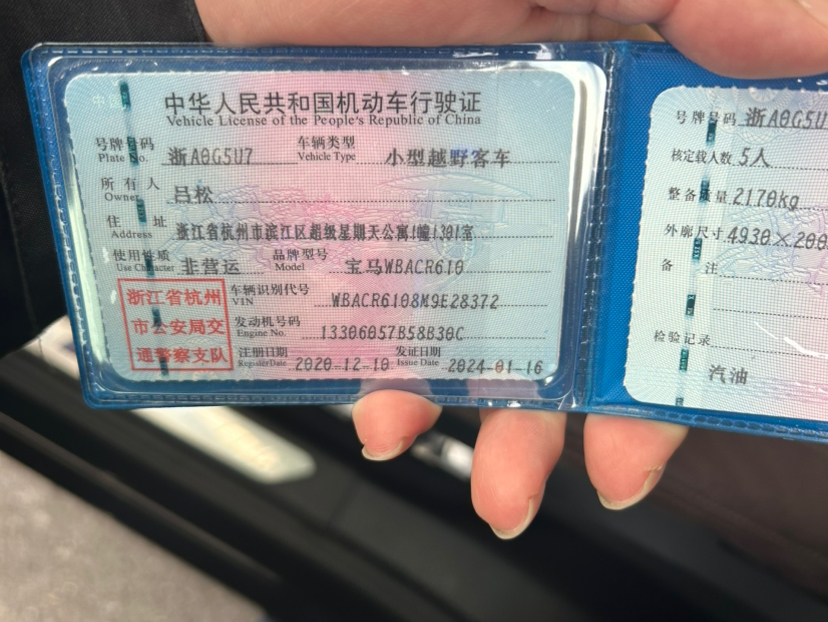 中华人民共和国机动车行驶证
Vehicle License of the People's Republic of China
号牌号码 Plate No. 浙A0G5U7 车辆类型 Vehicle Type 小型越野客车
所有人 Owner 吕松
住址 Address 浙江省杭州市滨江区超级星期天公寓1幢1301室
使用性质 Use Character 非营运 品牌型号 Model 宝马WBACR610
浙江省杭州
市公安局交
通警察支队
车辆识别代号 VIN WBACR6108M9E28372
发动机号码 Engine No. 13306057B58B30C
注册日期 Register Date 2020-12-10 发证日期 Issue Date 2024-01-16
号牌号码 浙A0G5U
核定载人数 5人
整备质量 2170kg
外廓尺寸 4930×200
备注
检验记录
汽油